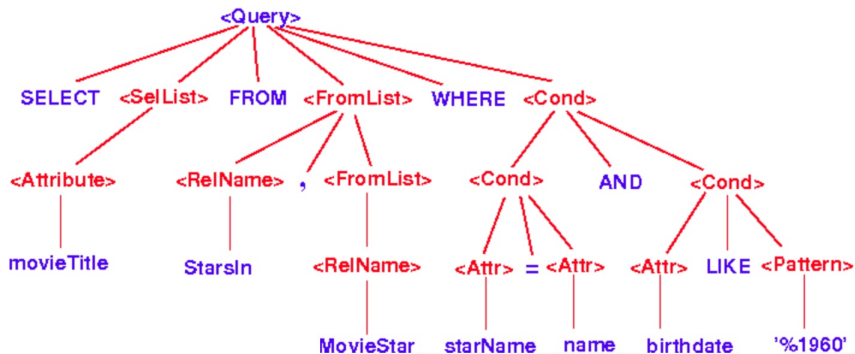 <Query>
SELECT <SelList> FROM <FromList> WHERE <Cond>
<Attribute> <RelName> , <FromList> <Cond> AND <Cond>
movieTitle StarsIn <RelName> <Attr> = <Attr> <Attr> LIKE <Pattern>
MovieStar starName name birthdate '%1960'